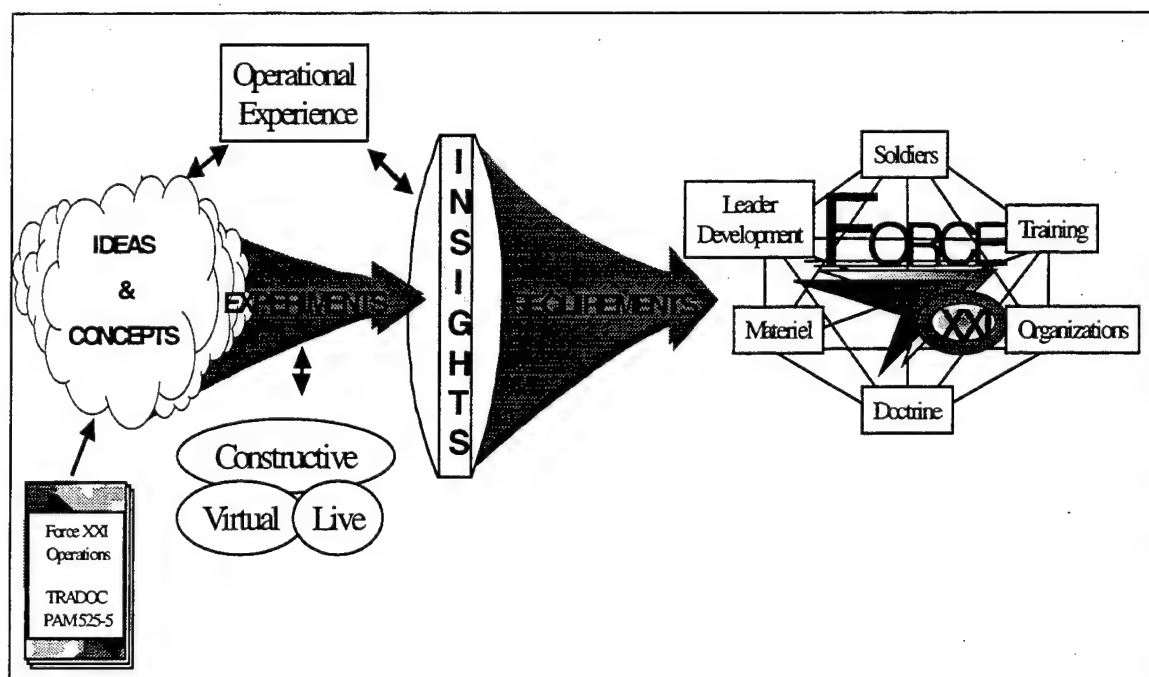 Operational
Experience
IDEAS
&
CONCEPTS
EXPERIMENTS
INSIGHTS
REQUIREMENTS
Constructive
Virtual
Live
Force XXI
Operations
TRADOC
PAM 525-5
Soldiers
Leader
Development
FORCE
XXI
Training
Materiel
Organizations
Doctrine